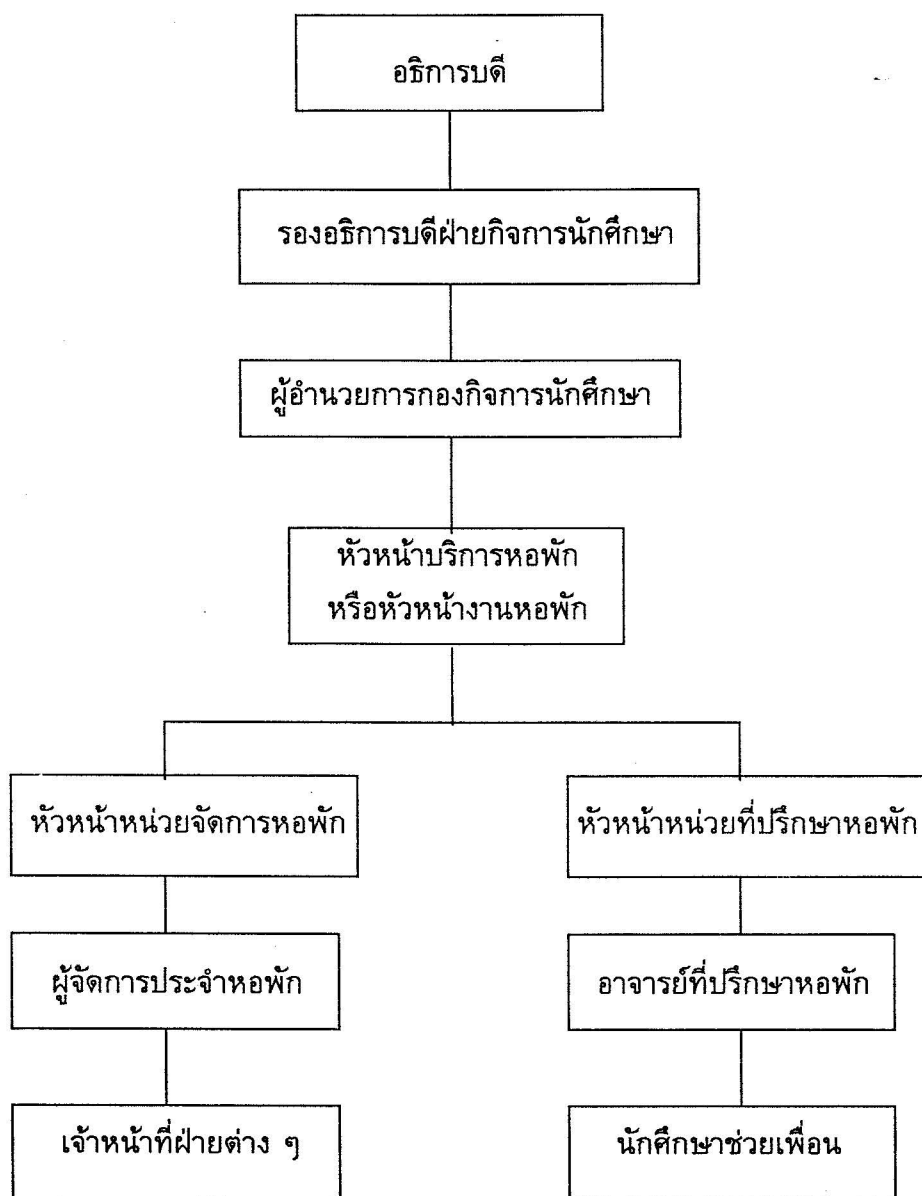 อธิการบดี
รองอธิการบดีฝ่ายกิจการนักศึกษา
ผู้อำนวยการกองกิจการนักศึกษา
หัวหน้าบริการหอพัก
หรือหัวหน้างานหอพัก
หัวหน้าหน่วยจัดการหอพัก
หัวหน้าหน่วยที่ปรึกษาหอพัก
ผู้จัดการประจำหอพัก
อาจารย์ที่ปรึกษาหอพัก
เจ้าหน้าที่ฝ่ายต่าง ๆ
นักศึกษาช่วยเพื่อน